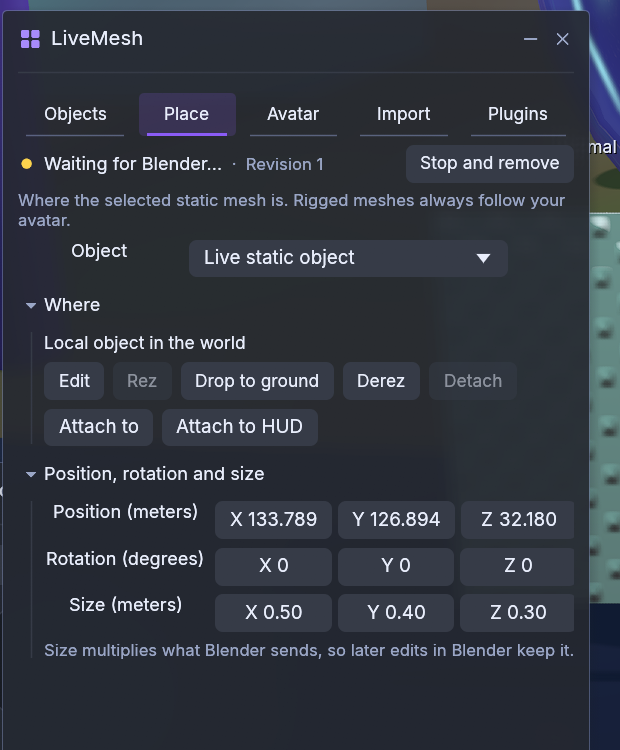 LiveMesh
Objects Place Avatar Import Plugins
Waiting for Blender... · Revision 1 Stop and remove
Where the selected static mesh is. Rigged meshes always follow your
avatar.
Object Live static object
Where
Local object in the world
Edit Rez Drop to ground Derez Detach
Attach to Attach to HUD
Position, rotation and size
Position (meters) X 133.789 Y 126.894 Z 32.180
Rotation (degrees) X 0 Y 0 Z 0
Size (meters) X 0.50 Y 0.40 Z 0.30
Size multiplies what Blender sends, so later edits in Blender keep it.